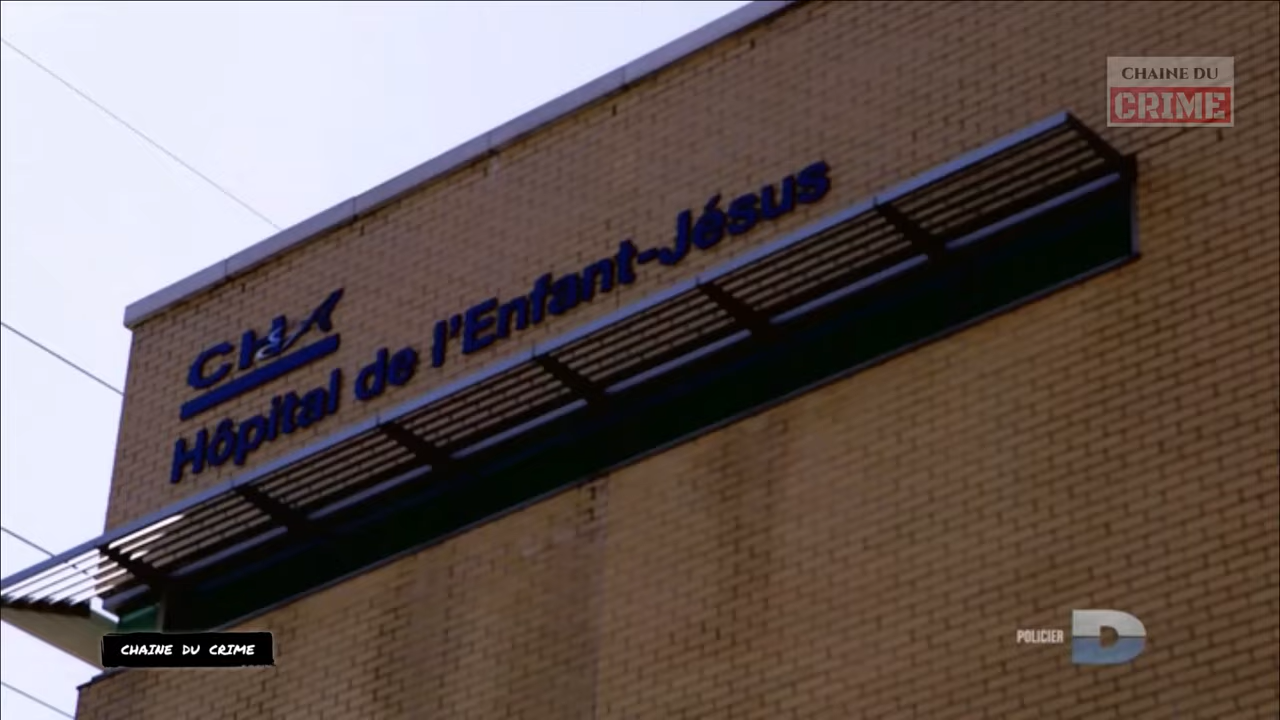 CHAINE DU
CRIME
CHA
Hôpital de l'Enfant-Jésus
CHAINE DU CRIME
POLICIER D